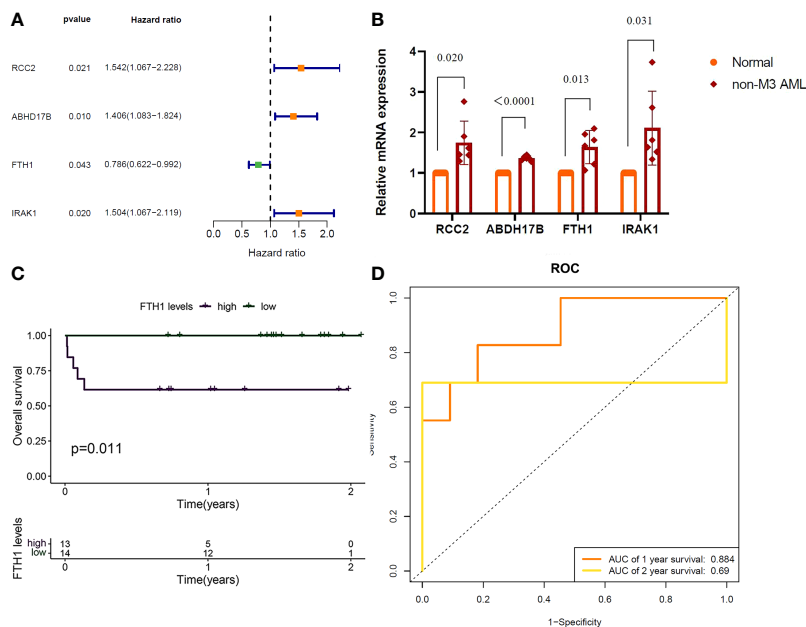 A
pvalue Hazard ratio
RCC2 0.021 1.542(1.067−2.228)
ABHD17B 0.010 1.406(1.083−1.824)
FTH1 0.043 0.786(0.622−0.992)
IRAK1 0.020 1.504(1.067−2.119)
0.0 0.5 1.0 1.5 2.0
Hazard ratio
B
Relative mRNA expression
5
4
3
2
1
0
0.020
<0.0001
0.013
0.031
RCC2 ABDH17B FTH1 IRAK1
Normal
non-M3 AML
C
FTH1 levels high low
Overall survival
1.00
0.75
0.50
0.25
0.00
p=0.011
0 1 2
Time(years)
FTH1 levels
high 13 5 0
low 14 12 1
0 1 2
Time(years)
D
ROC
Sensitivity
1.0
0.8
0.6
0.4
0.2
0.0
AUC of 1 year survival: 0.884
AUC of 2 year survival: 0.69
0.0 0.2 0.4 0.6 0.8 1.0
1−Specificity